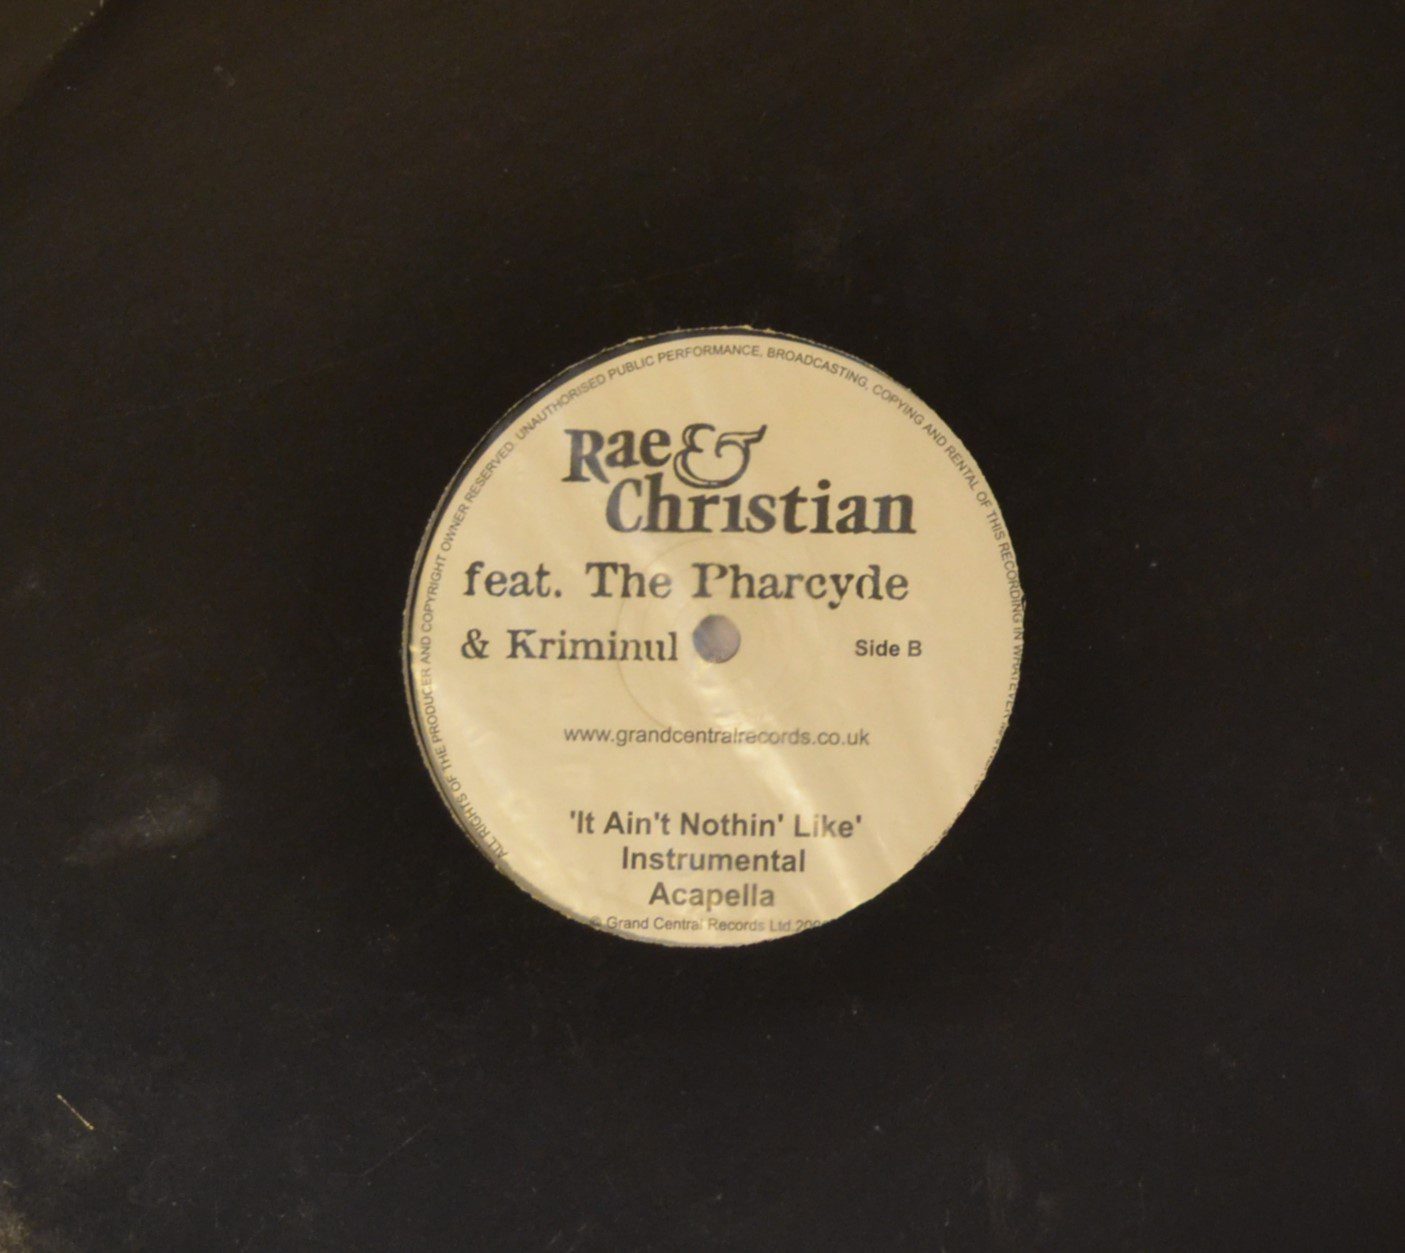 ALL RIGHTS OF THE PRODUCER AND COPYRIGHT OWNER RESERVED. UNAUTHORISED PUBLIC PERFORMANCE, BROADCASTING, COPYING AND RENTAL OF THIS RECORDING IN WHATEVER
Rae &
Christian
feat. The Pharcyde
& Kriminul
Side B
www.grandcentralrecords.co.uk
'It Ain't Nothin' Like'
Instrumental
Acapella
© Grand Central Records Ltd